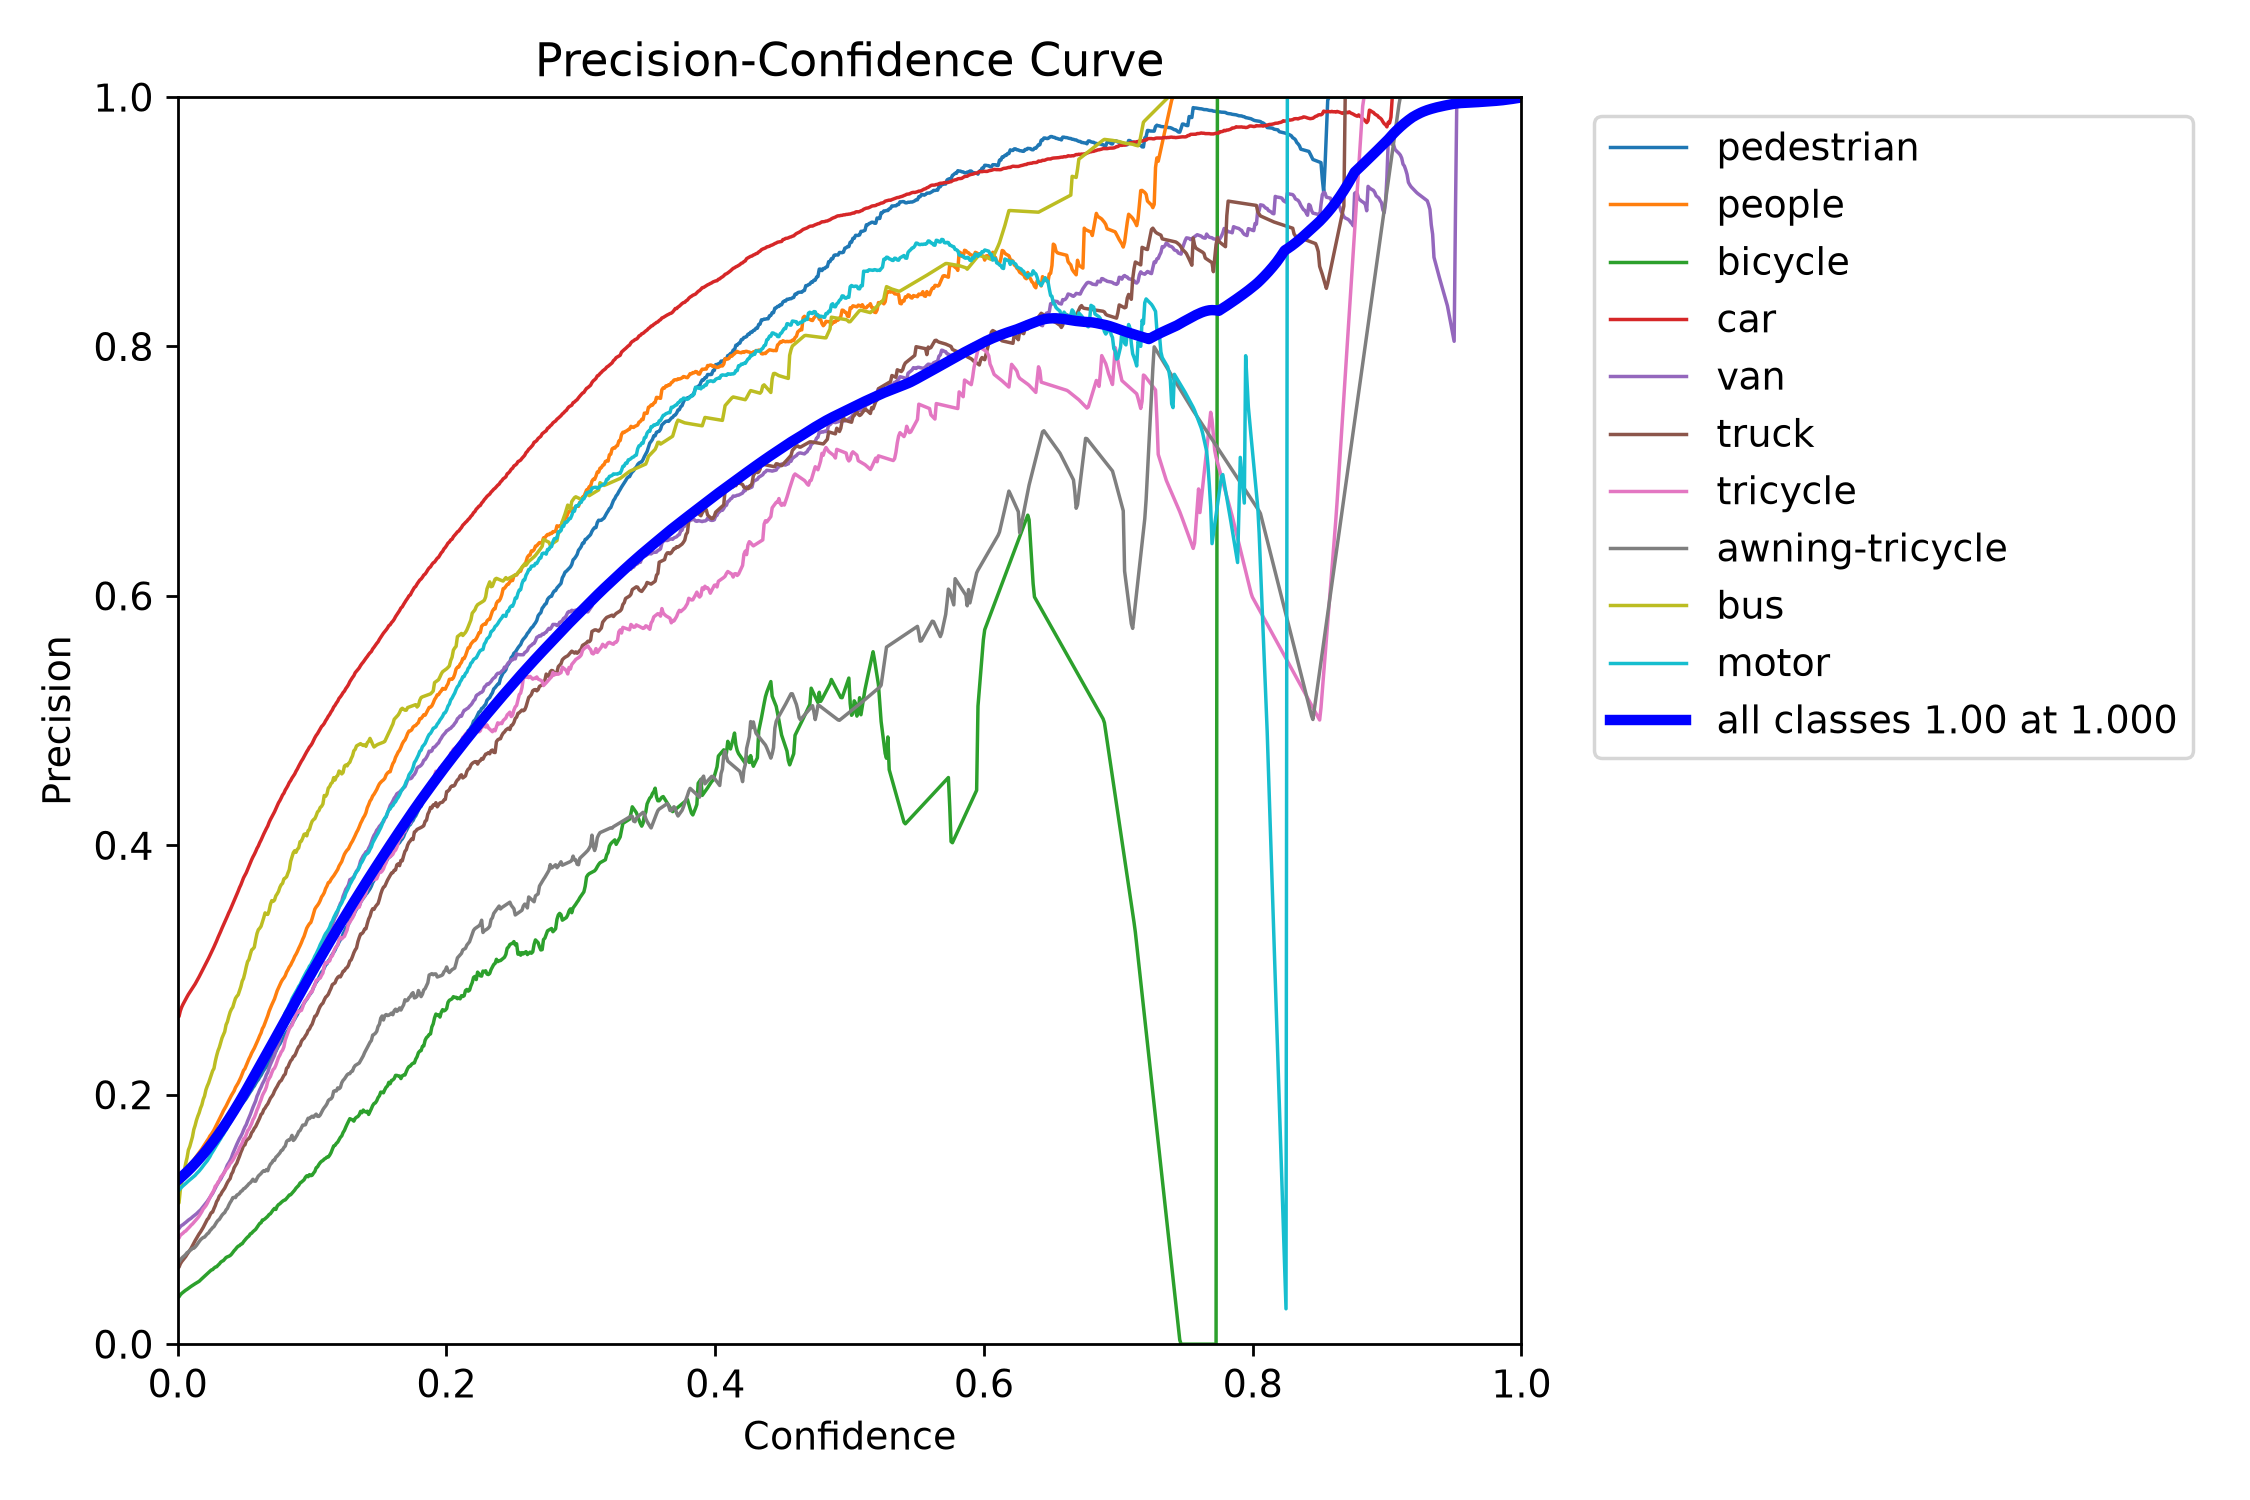 Precision-Confidence Curve
1.0
0.8
0.6
0.4
0.2
0.0
Precision
0.0 0.2 0.4 0.6 0.8 1.0
Confidence
pedestrian
people
bicycle
car
van
truck
tricycle
awning-tricycle
bus
motor
all classes 1.00 at 1.000